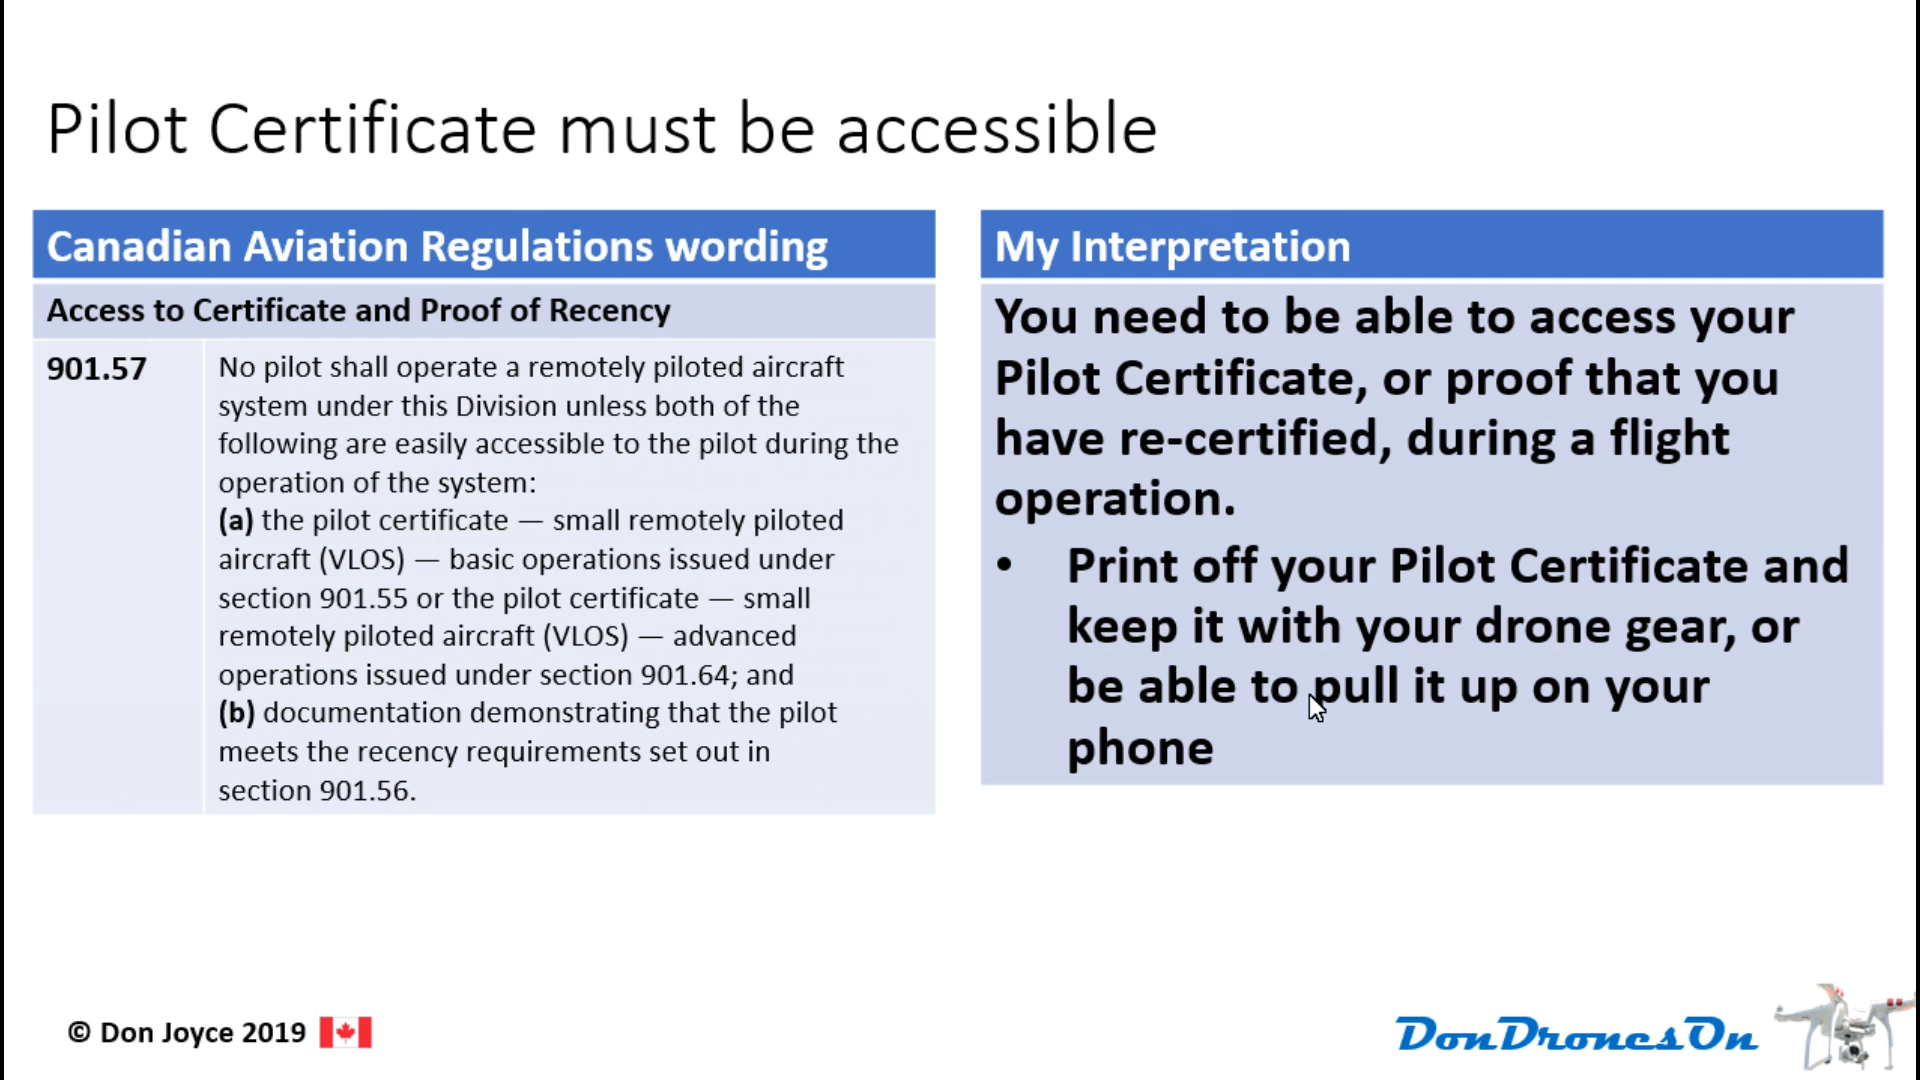 Pilot Certificate must be accessible
Canadian Aviation Regulations wording
Access to Certificate and Proof of Recency
901.57
No pilot shall operate a remotely piloted aircraft
system under this Division unless both of the
following are easily accessible to the pilot during the
operation of the system:
(a) the pilot certificate — small remotely piloted
aircraft (VLOS) — basic operations issued under
section 901.55 or the pilot certificate — small
remotely piloted aircraft (VLOS) — advanced
operations issued under section 901.64; and
(b) documentation demonstrating that the pilot
meets the recency requirements set out in
section 901.56.
My Interpretation
You need to be able to access your
Pilot Certificate, or proof that you
have re-certified, during a flight
operation.
• Print off your Pilot Certificate and
keep it with your drone gear, or
be able to pull it up on your
phone
© Don Joyce 2019
DonDronesOn